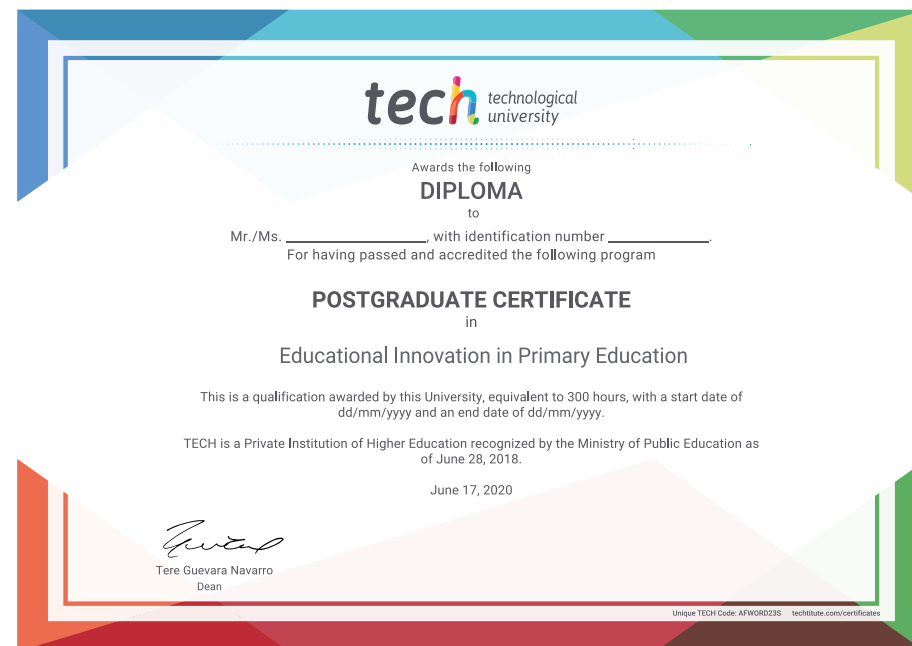 tech technological
university
Awards the following
DIPLOMA
to
Mr./Ms. ____________, with identification number ____________.
For having passed and accredited the following program
POSTGRADUATE CERTIFICATE
in
Educational Innovation in Primary Education
This is a qualification awarded by this University, equivalent to 300 hours, with a start date of
dd/mm/yyyy and an end date of dd/mm/yyyy.
TECH is a Private Institution of Higher Education recognized by the Ministry of Public Education as
of June 28, 2018.
June 17, 2020
Tere Guevara Navarro
Dean
Unique TECH Code: AFWORD23S techtitute.com/certificates